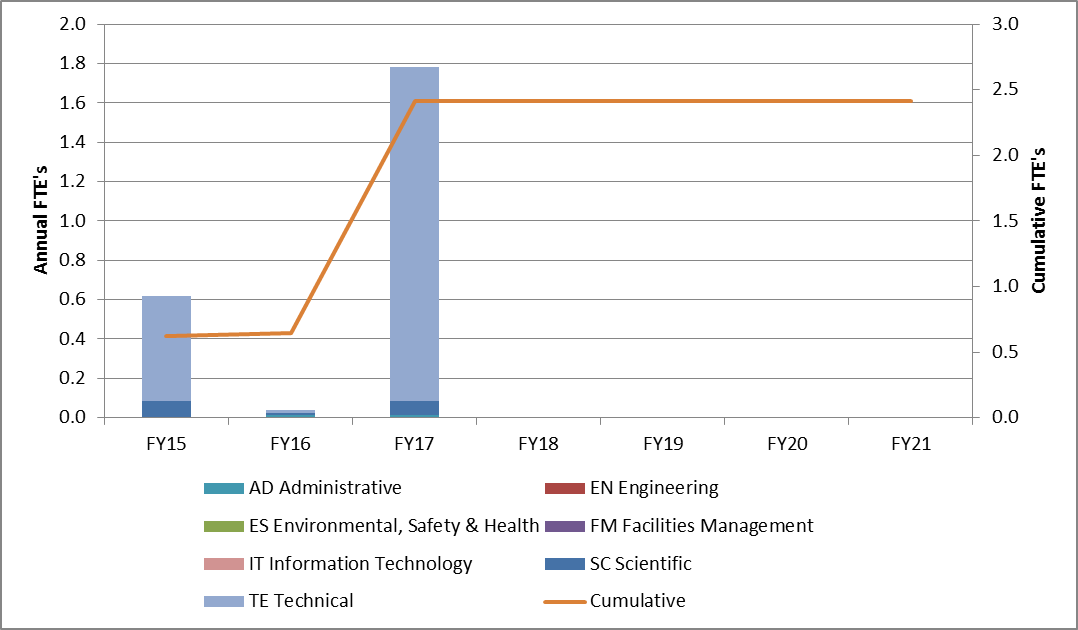 2.0
1.8
1.6
1.4
1.2
1.0
0.8
0.6
0.4
0.2
0.0
Annual FTE's
3.0
2.5
2.0
1.5
1.0
0.5
0.0
Cumulative FTE's
FY15 FY16 FY17 FY18 FY19 FY20 FY21
AD Administrative EN Engineering
ES Environmental, Safety & Health FM Facilities Management
IT Information Technology SC Scientific
TE Technical Cumulative